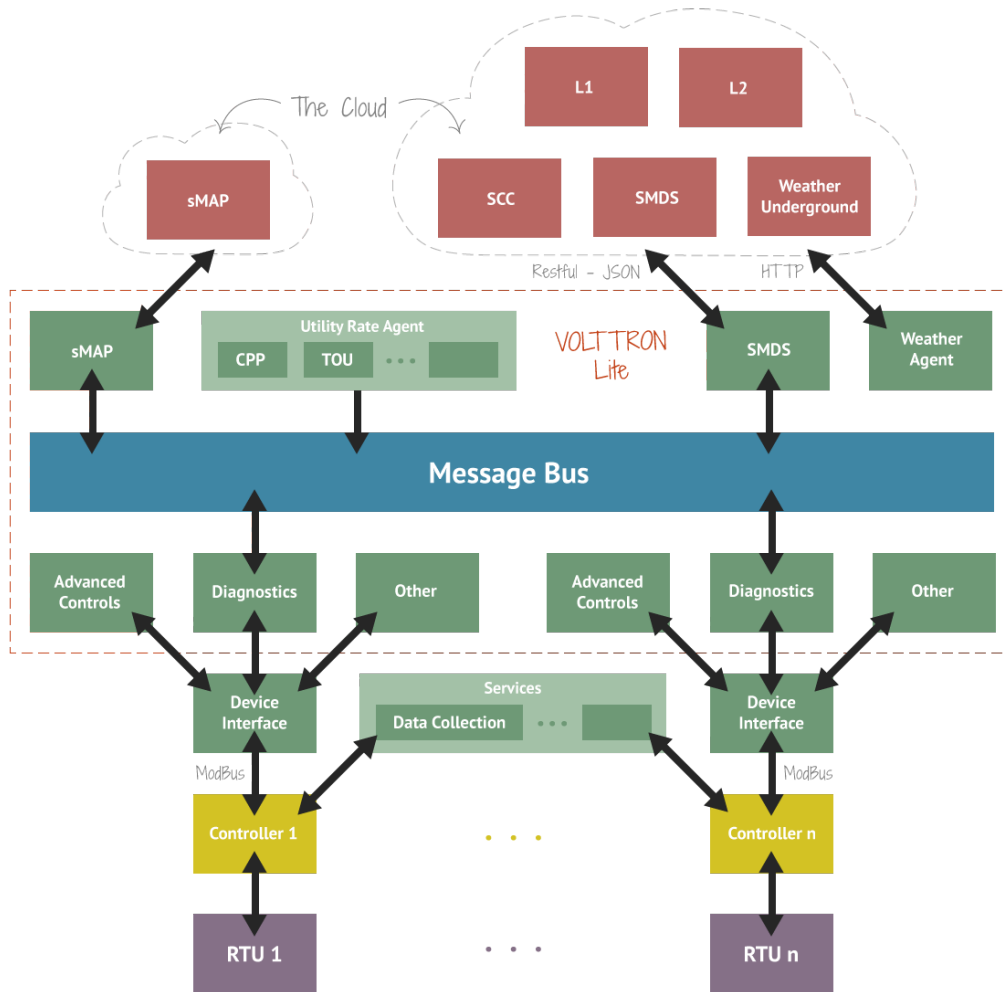 The Cloud
L1
L2
sMAP
SCC
SMDS
Weather
Underground
Restful - JSON
HTTP
sMAP
Utility Rate Agent
CPP
TOU
...
VOLTTRON
Lite
SMDS
Weather
Agent
Message Bus
Advanced
Controls
Diagnostics
Other
Advanced
Controls
Diagnostics
Other
Device
Interface
Services
Data Collection
...
Device
Interface
ModBus
ModBus
Controller 1
...
Controller n
RTU 1
...
RTU n